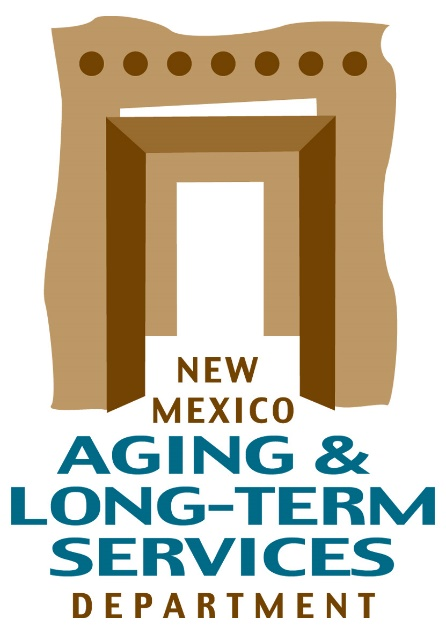 NEW
MEXICO
AGING &
LONG-TERM
SERVICES
DEPARTMENT